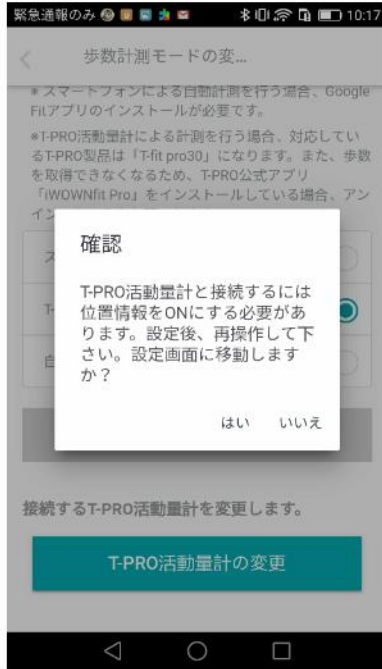 緊急通報のみ 10:17
歩数計測モードの変...
* スマートフォンによる自動計測を行う場合、Google
Fitアプリのインストールが必要です。
*T-PRO活動量計による計測を行う場合、対応してい
るT-PRO製品は「T-fit pro30」になります。また、歩数
を取得できなくなるため、T-PRO公式アプリ
「iWOWNfit Pro」をインストールしている場合、アン
イン
確認
ス
T-PRO活動量計と接続するには
位置情報をONにする必要があ
T-
ります。設定後、再操作して下
さい。設定画面に移動します
自
か？
はい いいえ
接続するT-PRO活動量計を変更します。
T-PRO活動量計の変更